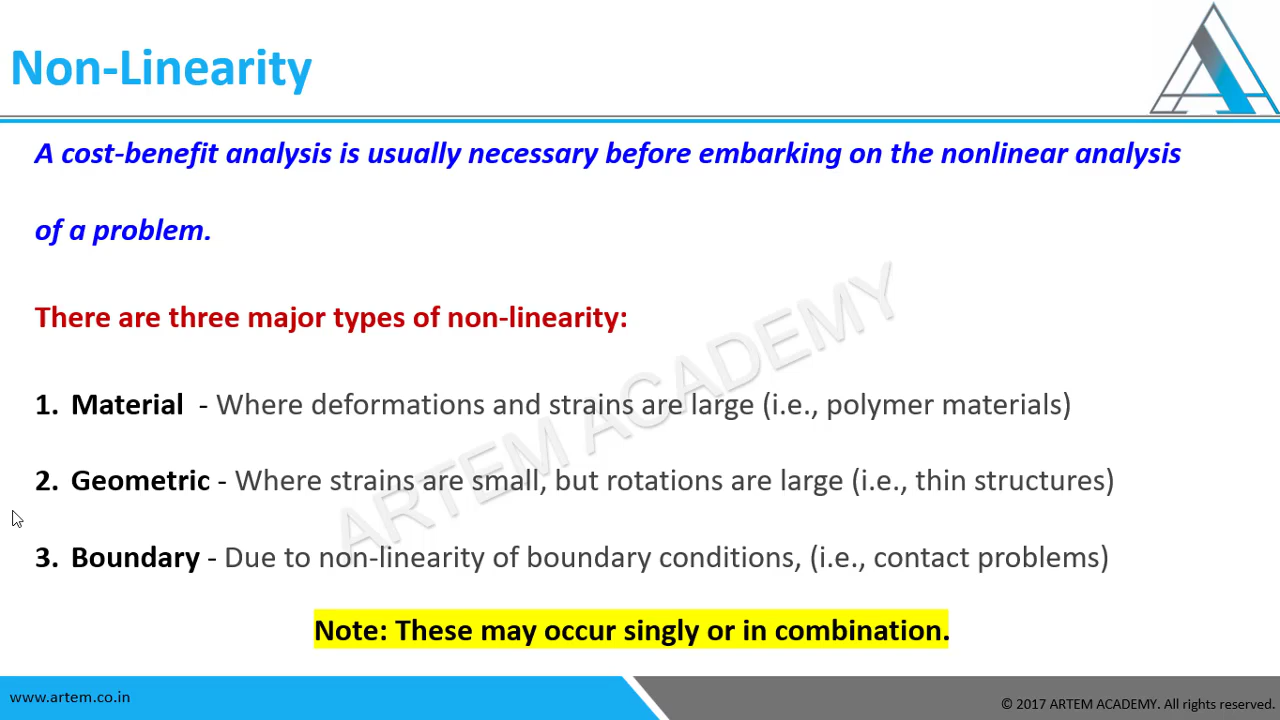 Non-Linearity
A cost-benefit analysis is usually necessary before embarking on the nonlinear analysis
of a problem.
There are three major types of non-linearity:
1. Material - Where deformations and strains are large (i.e., polymer materials)
2. Geometric - Where strains are small, but rotations are large (i.e., thin structures)
3. Boundary - Due to non-linearity of boundary conditions, (i.e., contact problems)
ARTEM ACADEMY
Note: These may occur singly or in combination.
www.artem.co.in
© 2017 ARTEM ACADEMY. All rights reserved.